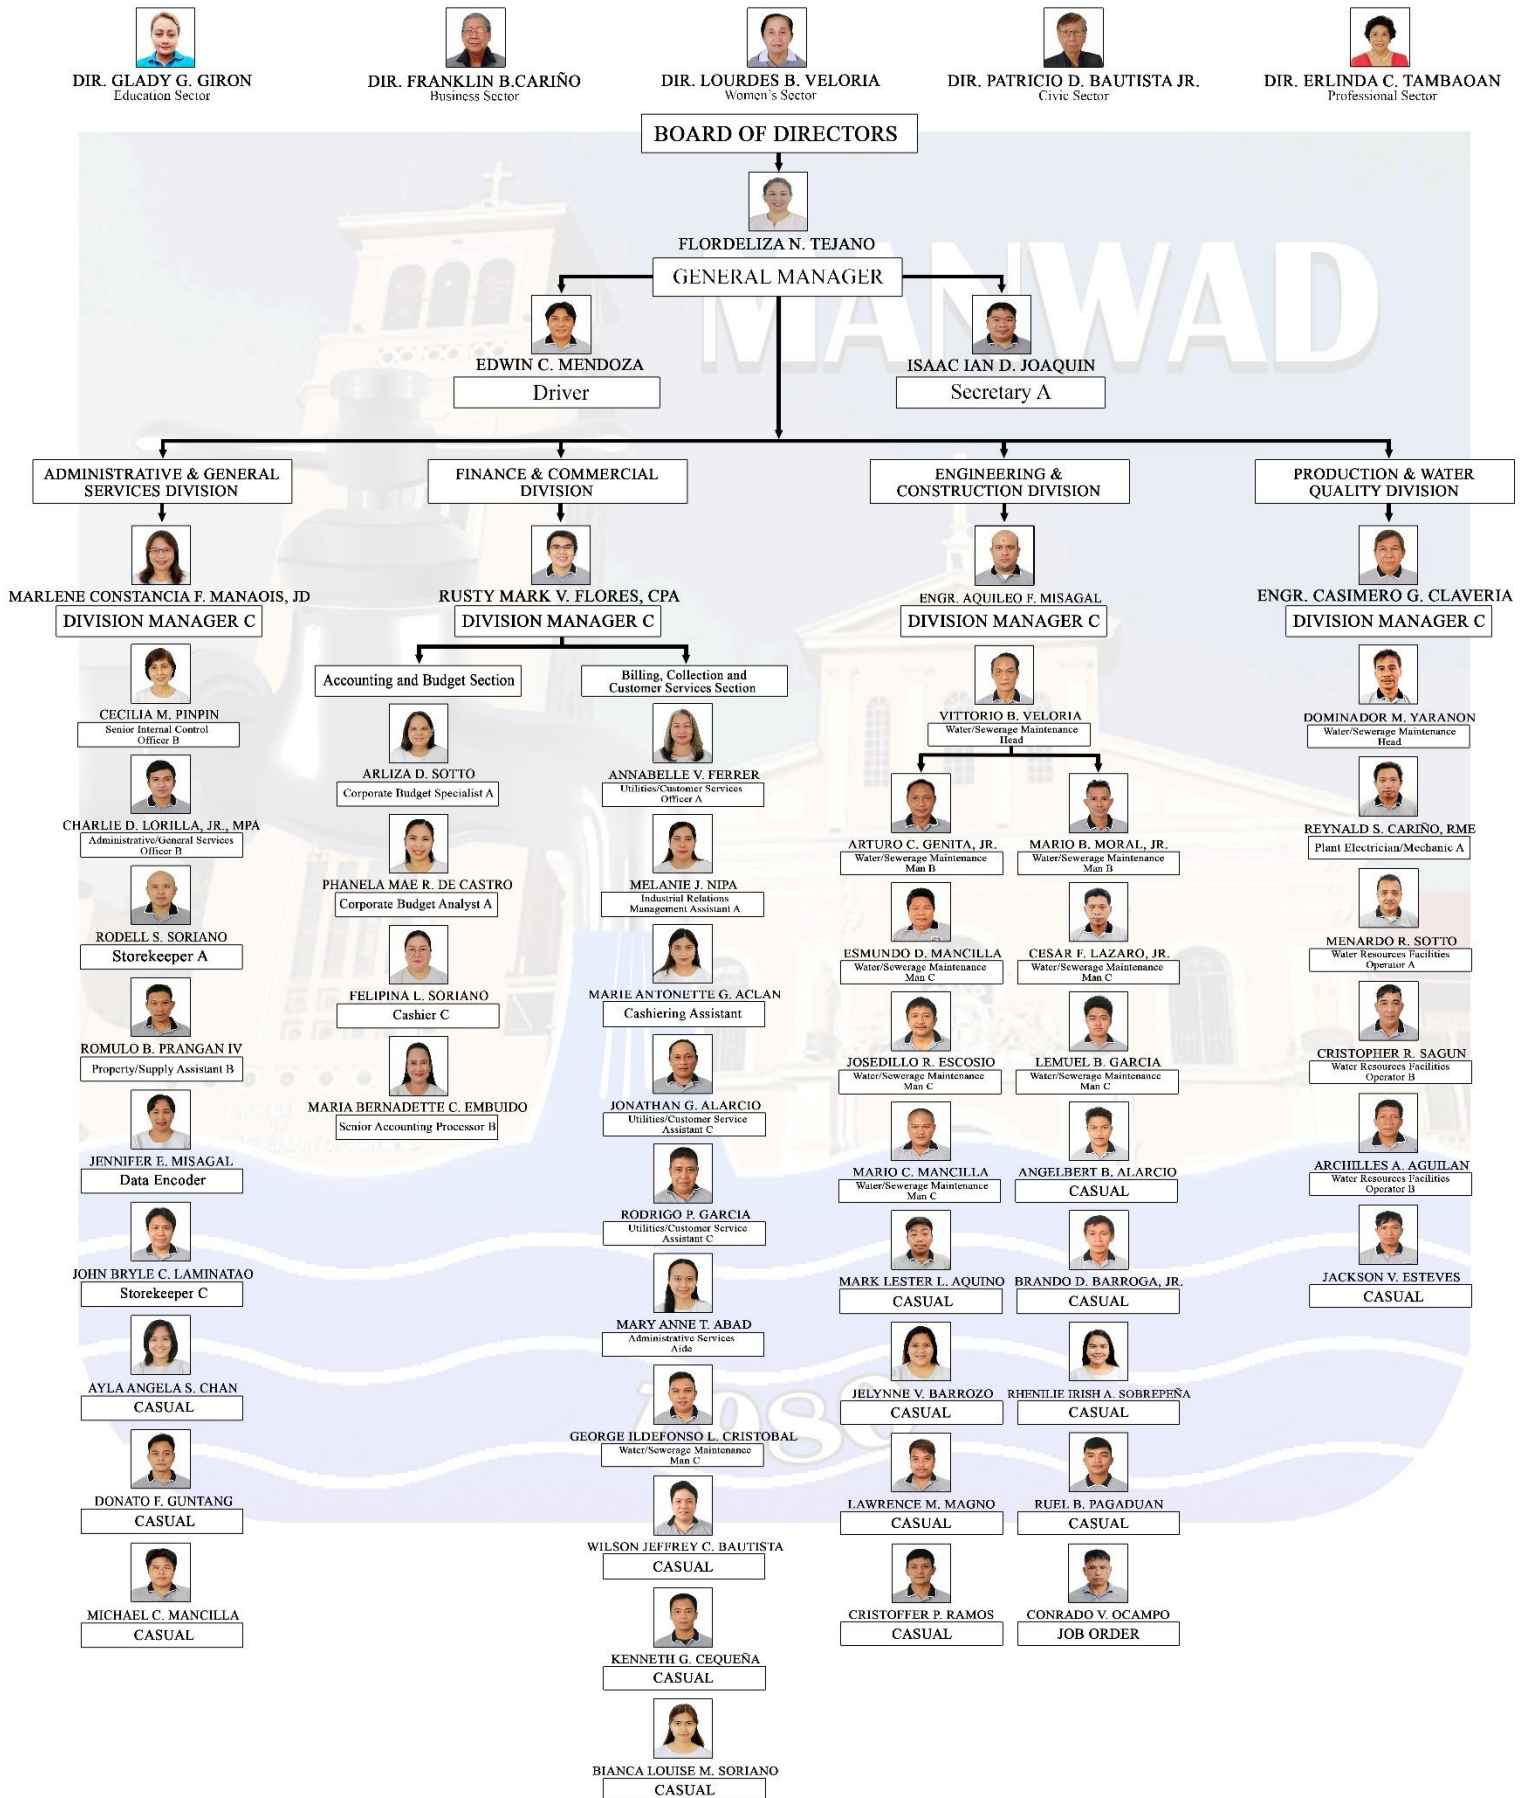 DIR. GLADY G. GIRON
Education Sector
DIR. FRANKLIN B.CARIÑO
Business Sector
DIR. LOURDES B. VELORIA
Women's Sector
DIR. PATRICIO D. BAUTISTA JR.
Civic Sector
DIR. ERLINDA C. TAMBAOAN
Professional Sector
BOARD OF DIRECTORS
FLORDELIZA N. TEJANO
GENERAL MANAGER
MANWAD
EDWIN C. MENDOZA
Driver
ISAAC IAN D. JOAQUIN
Secretary A
ADMINISTRATIVE & GENERAL
SERVICES DIVISION
MARLENE CONSTANCIA F. MANAOIS, JD
DIVISION MANAGER C
CECILIA M. PINPIN
Senior Internal Control
Officer B
CHARLIE D. LORILLA, JR., MPA
Administrative/General Services
Officer B
RODELL S. SORIANO
Storekeeper A
ROMULO B. PRANGAN IV
Property/Supply Assistant B
JENNIFER E. MISAGAL
Data Encoder
JOHN BRYLE C. LAMINATAO
Storekeeper C
AYLA ANGELA S. CHAN
CASUAL
DONATO F. GUNTANG
CASUAL
MICHAEL C. MANCILLA
CASUAL
FINANCE & COMMERCIAL
DIVISION
RUSTY MARK V. FLORES, CPA
DIVISION MANAGER C
Accounting and Budget Section
ARLIZA D. SOTTO
Corporate Budget Specialist A
PHANELA MAE R. DE CASTRO
Corporate Budget Analyst A
FELIPINA L. SORIANO
Cashier C
MARIA BERNADETTE C. EMBUIDO
Senior Accounting Processor B
Billing, Collection and
Customer Services Section
ANNABELLE V. FERRER
Utilities/Customer Services
Officer A
MELANIE J. NIPA
Industrial Relations
Management Assistant A
MARIE ANTONETTE G. ACLAN
Cashiering Assistant
JONATHAN G. ALARCIO
Utilities/Customer Service
Assistant C
RODRIGO P. GARCIA
Utilities/Customer Service
Assistant C
MARY ANNE T. ABAD
Administrative Services
Aide
GEORGE ILDEFONSO L. CRISTOBAL
Water/Sewerage Maintenance
Man C
WILSON JEFFREY C. BAUTISTA
CASUAL
KENNETH G. CEQUEÑA
CASUAL
BIANCA LOUISE M. SORIANO
CASUAL
ENGINEERING &
CONSTRUCTION DIVISION
ENGR. AQUILEO F. MISAGAL
DIVISION MANAGER C
VITTORIO B. VELORIA
Water/Sewerage Maintenance
Head
ARTURO C. GENITA, JR.
Water/Sewerage Maintenance
Man B
ESMUNDO D. MANCILLA
Water/Sewerage Maintenance
Man C
JOSEDILLO R. ESCOSIO
Water/Sewerage Maintenance
Man C
MARIO C. MANCILLA
Water/Sewerage Maintenance
Man C
MARK LESTER L. AQUINO
CASUAL
JELYNNE V. BARROZO
CASUAL
LAWRENCE M. MAGNO
CASUAL
CRISTOFFER P. RAMOS
CASUAL
MARIO B. MORAL, JR.
Water/Sewerage Maintenance
Man B
CESAR F. LAZARO, JR.
Water/Sewerage Maintenance
Man C
LEMUEL B. GARCIA
Water/Sewerage Maintenance
Man C
ANGELBERT B. ALARCIO
CASUAL
BRANDO D. BARROGA, JR.
CASUAL
RHENILIE IRISH A. SOBREPEÑA
CASUAL
RUEL B. PAGADUAN
CASUAL
CONRADO V. OCAMPO
JOB ORDER
PRODUCTION & WATER
QUALITY DIVISION
ENGR. CASIMERO G. CLAVERIA
DIVISION MANAGER C
DOMINADOR M. YARANON
Water/Sewerage Maintenance
Head
REYNALD S. CARIÑO, RME
Plant Electrician/Mechanic A
MENARDO R. SOTTO
Water Resources Facilities
Operator A
CRISTOPHER R. SAGUN
Water Resources Facilities
Operator B
ARCHILLES A. AGUILAN
Water Resources Facilities
Operator B
JACKSON V. ESTEVES
CASUAL